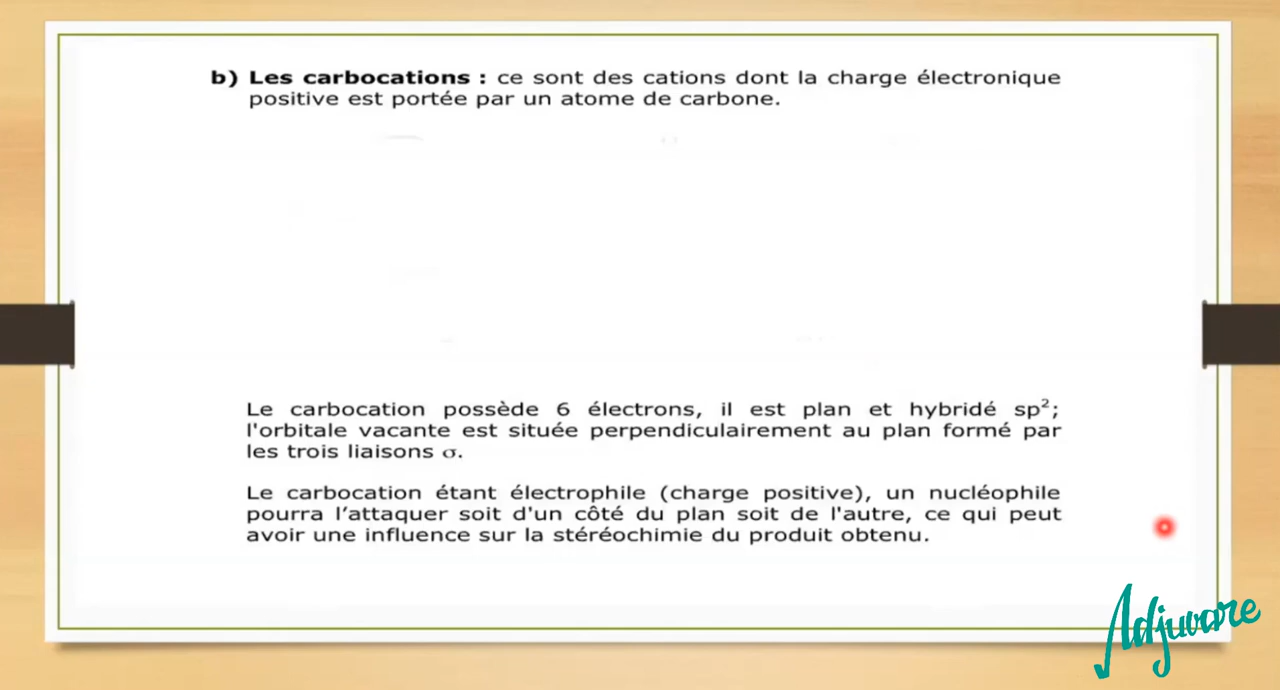 b) Les carbocations : ce sont des cations dont la charge électronique
positive est portée par un atome de carbone.
Le carbocation possède 6 électrons, il est plan et hybridé sp²;
l'orbitale vacante est située perpendiculairement au plan formé par
les trois liaisons σ.
Le carbocation étant électrophile (charge positive), un nucléophile
pourra l’attaquer soit d'un côté du plan soit de l'autre, ce qui peut
avoir une influence sur la stéréochimie du produit obtenu.
Adjuvare